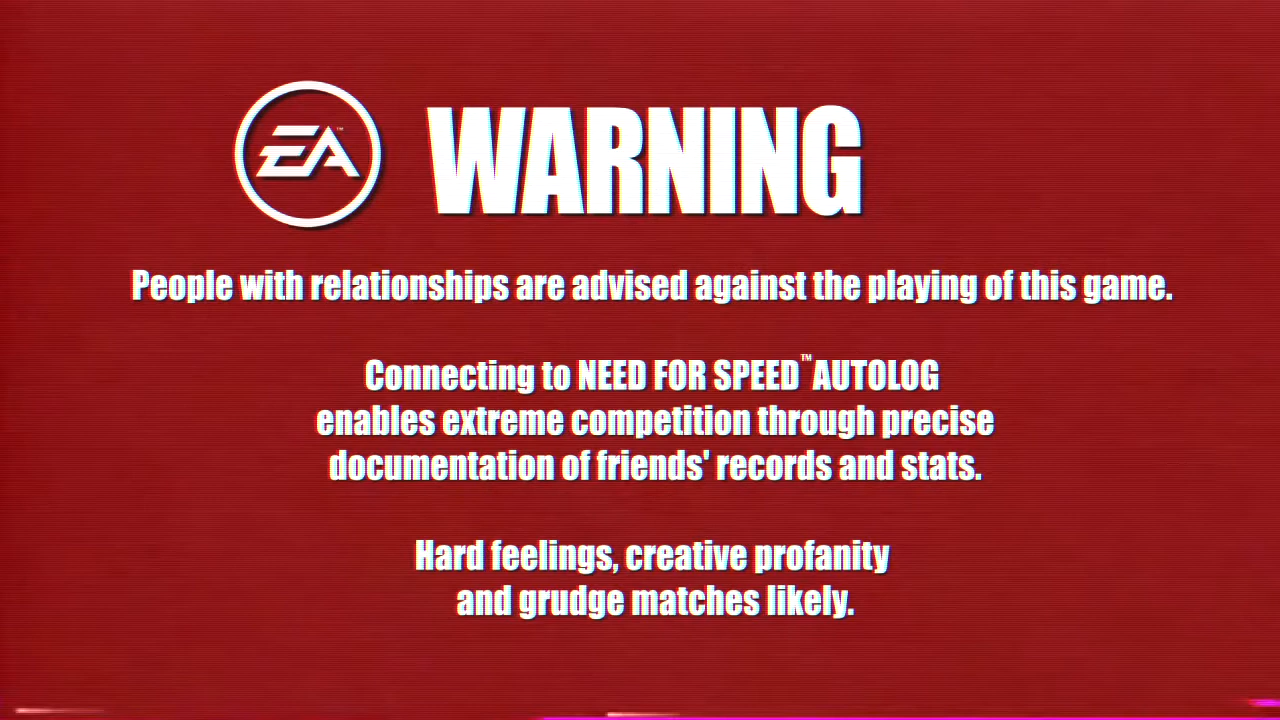 EA™ WARNING
People with relationships are advised against the playing of this game.
Connecting to NEED FOR SPEED™ AUTOLOG
enables extreme competition through precise
documentation of friends' records and stats.
Hard feelings, creative profanity
and grudge matches likely.